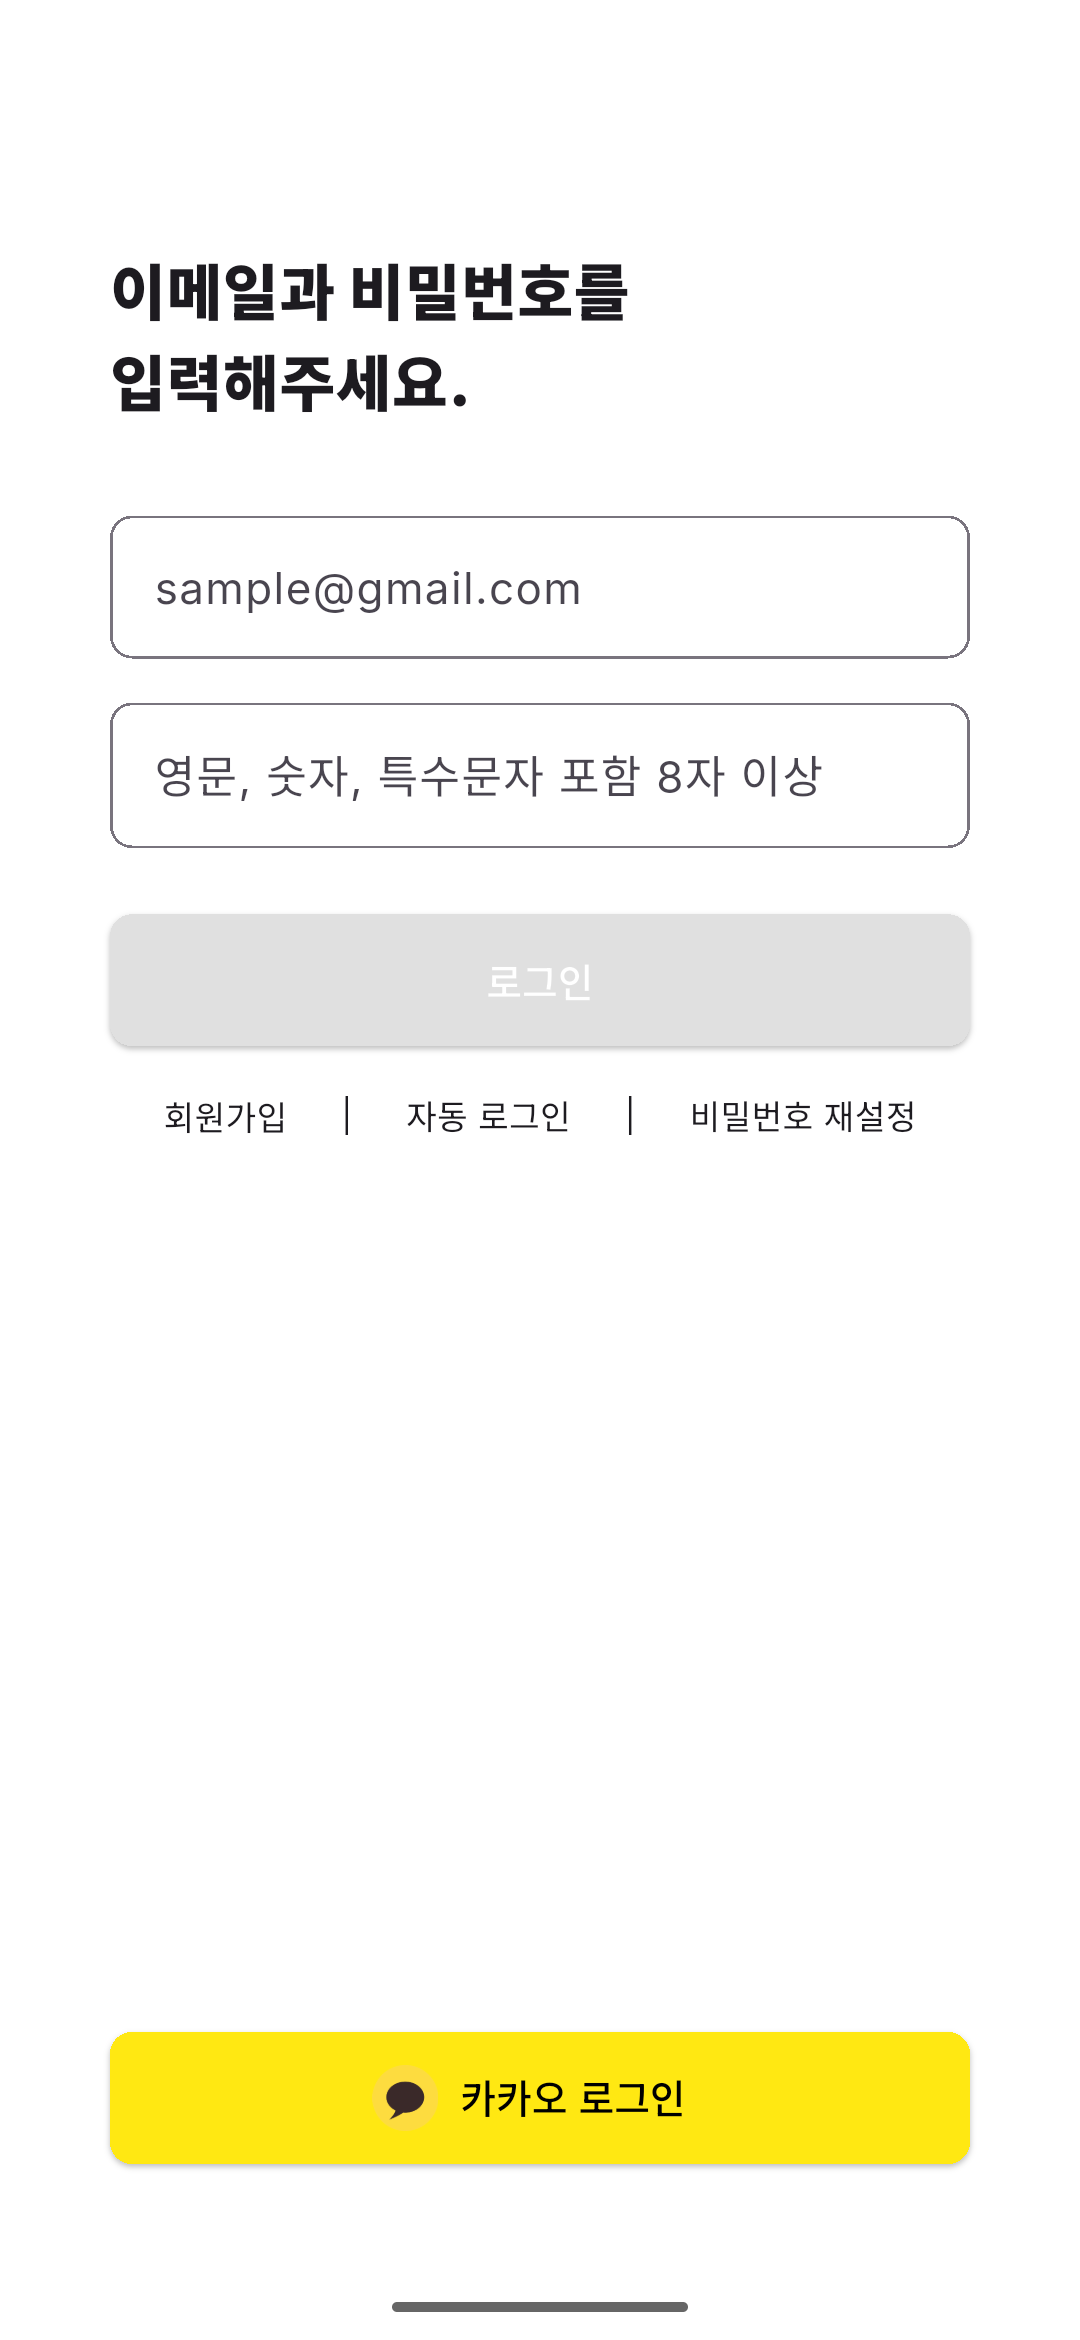 이메일과 비밀번호를
입력해주세요.
sample@gmail.com
영문, 숫자, 특수문자 포함 8자 이상
로그인
회원가입 | 자동 로그인 | 비밀번호 재설정
카카오 로그인